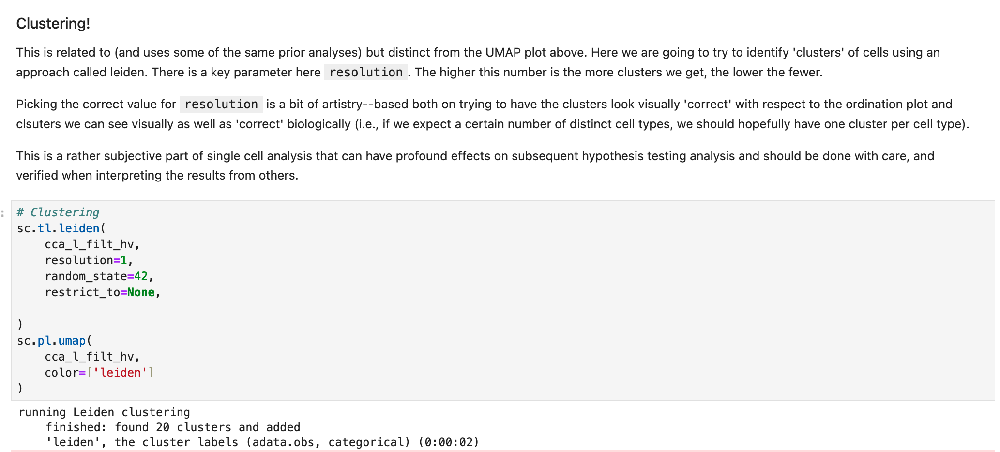 Clustering!
This is related to (and uses some of the same prior analyses) but distinct from the UMAP plot above. Here we are going to try to identify 'clusters' of cells using an
approach called leiden. There is a key parameter here resolution . The higher this number is the more clusters we get, the lower the fewer.
Picking the correct value for resolution is a bit of artistry--based both on trying to have the clusters look visually 'correct' with respect to the ordination plot and
clsuters we can see visually as well as 'correct' biologically (i.e., if we expect a certain number of distinct cell types, we should hopefully have one cluster per cell type).
This is a rather subjective part of single cell analysis that can have profound effects on subsequent hypothesis testing analysis and should be done with care, and
verified when interpreting the results from others.
:
# Clustering
sc.tl.leiden(
    cca_l_filt_hv,
    resolution=1,
    random_state=42,
    restrict_to=None,

)
sc.pl.umap(
    cca_l_filt_hv,
    color=['leiden']
)
running Leiden clustering
    finished: found 20 clusters and added
    'leiden', the cluster labels (adata.obs, categorical) (0:00:02)